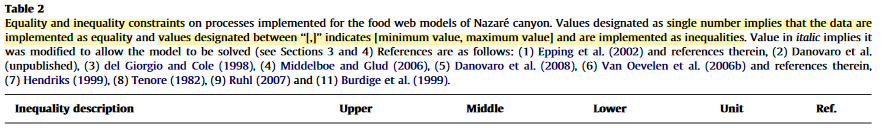 Table 2
Equality and inequality constraints on processes implemented for the food web models of Nazaré canyon. Values designated as single number implies that the data are
implemented as equality and values designated between “[,]” indicates [minimum value, maximum value] and are implemented as inequalities. Value in italic implies it
was modified to allow the model to be solved (see Sections 3 and 4) References are as follows: (1) Epping et al. (2002) and references therein, (2) Danovaro et al.
(unpublished), (3) del Giorgio and Cole (1998), (4) Middelboe and Glud (2006), (5) Danovaro et al. (2008), (6) Van Oevelen et al. (2006b) and references therein,
(7) Hendriks (1999), (8) Tenore (1982), (9) Ruhl (2007) and (11) Burdige et al. (1999).
Inequality description Upper Middle Lower Unit Ref.